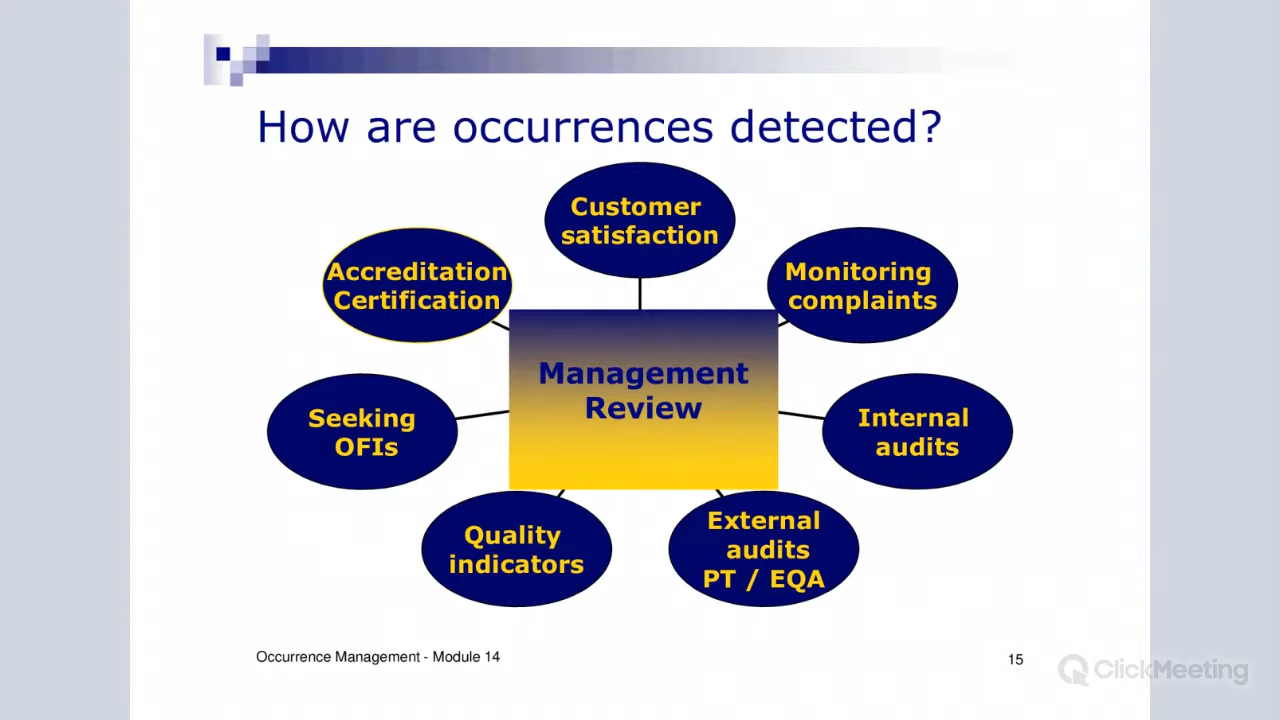 How are occurrences detected?
Customer
satisfaction
Accreditation
Certification
Monitoring
complaints
Management
Review
Seeking
OFIs
Internal
audits
Quality
indicators
External
audits
PT / EQA
Occurrence Management - Module 14
15
ClickMeeting